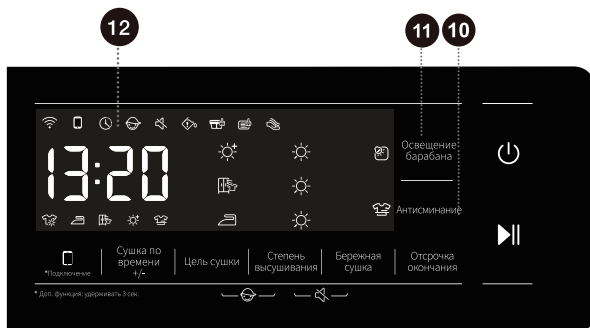 12
11 10
13:20
Освещение
барабана
Антисминание
*Подключение
Сушка по
времени
+/-
Цель сушки
Степень
высушивания
Бережная
сушка
Отсрочка
окончания
* Доп. функция: удерживать 3 сек.